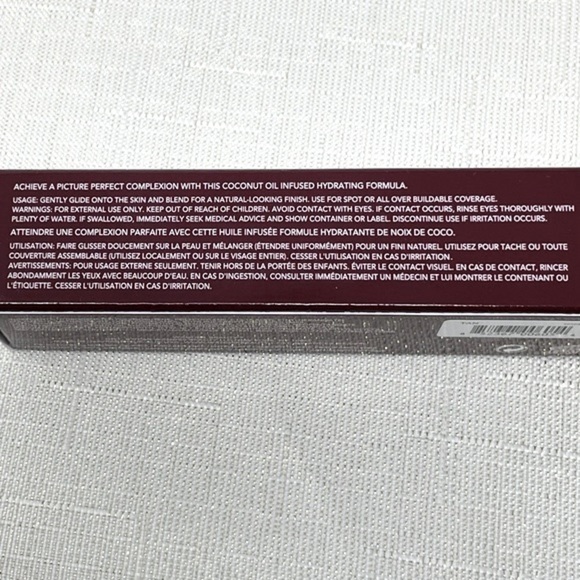 ACHIEVE A PICTURE PERFECT COMPLEXION WITH THIS COCONUT OIL INFUSED HYDRATING FORMULA.
USAGE: GENTLY GLIDE ONTO THE SKIN AND BLEND FOR A NATURAL-LOOKING FINISH. USE FOR SPOT OR ALL OVER BUILDABLE COVERAGE.
WARNINGS: FOR EXTERNAL USE ONLY. KEEP OUT OF REACH OF CHILDREN. AVOID CONTACT WITH EYES. IF CONTACT OCCURS, RINSE EYES THOROUGHLY WITH
PLENTY OF WATER. IF SWALLOWED, IMMEDIATELY SEEK MEDICAL ADVICE AND SHOW CONTAINER OR LABEL. DISCONTINUE USE IF IRRITATION OCCURS.
ATTEINDRE UNE COMPLEXION PARFAITE AVEC CETTE HUILE INFUSÉE FORMULE HYDRATANTE DE NOIX DE COCO.
UTILISATION: FAIRE GLISSER DOUCEMENT SUR LA PEAU ET MÉLANGER (ÉTENDRE UNIFORMÉMENT) POUR UN FINI NATUREL. UTILISEZ POUR TACHE OU TOUTE
COUVERTURE ASSEMBLABLE (UTILISEZ LOCALEMENT OU SUR LE VISAGE ENTIER). CESSER L'UTILISATION EN CAS D'IRRITATION.
AVERTISSEMENTS: POUR USAGE EXTERNE SEULEMENT. TENIR HORS DE LA PORTÉE DES ENFANTS. ÉVITER LE CONTACT VISUEL. EN CAS DE CONTACT, RINCER
ABONDAMMENT LES YEUX AVEC BEAUCOUP D'EAU. EN CAS D'INGESTION, CONSULTER IMMÉDIATEMENT UN MÉDECIN ET LUI MONTRER LE CONTENANT OU
L'ÉTIQUETTE. CESSER L'UTILISATION EN CAS D'IRRITATION.